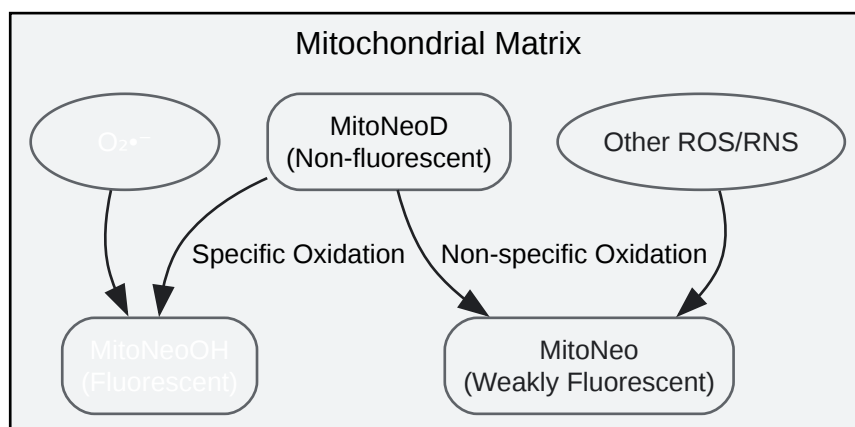 Mitochondrial Matrix
O₂•⁻
MitoNeoD
(Non-fluorescent)
Other ROS/RNS
Specific Oxidation
Non-specific Oxidation
MitoNeoOH
(Fluorescent)
MitoNeo
(Weakly Fluorescent)